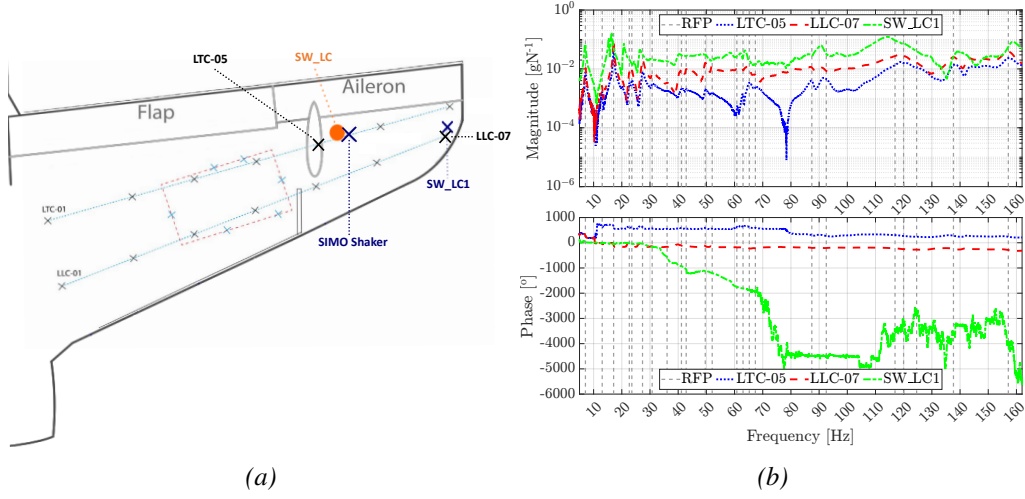 LTC-05
SW_LC
Flap
Aileron
LLC-07
SW_LC1
SIMO Shaker
LTC-01
LLC-01
(a)
RFP LTC-05 LLC-07 SW_LC1
Magnitude [gN⁻¹]
10⁰
10⁻²
10⁻⁴
10⁻⁶
10 20 30 40 50 60 70 80 90 100 110 120 130 140 150 160
Phase [°]
1000
0
-1000
-2000
-3000
-4000
-5000
-6000
RFP LTC-05 LLC-07 SW_LC1
10 20 30 40 50 60 70 80 90 100 110 120 130 140 150 160
Frequency [Hz]
(b)